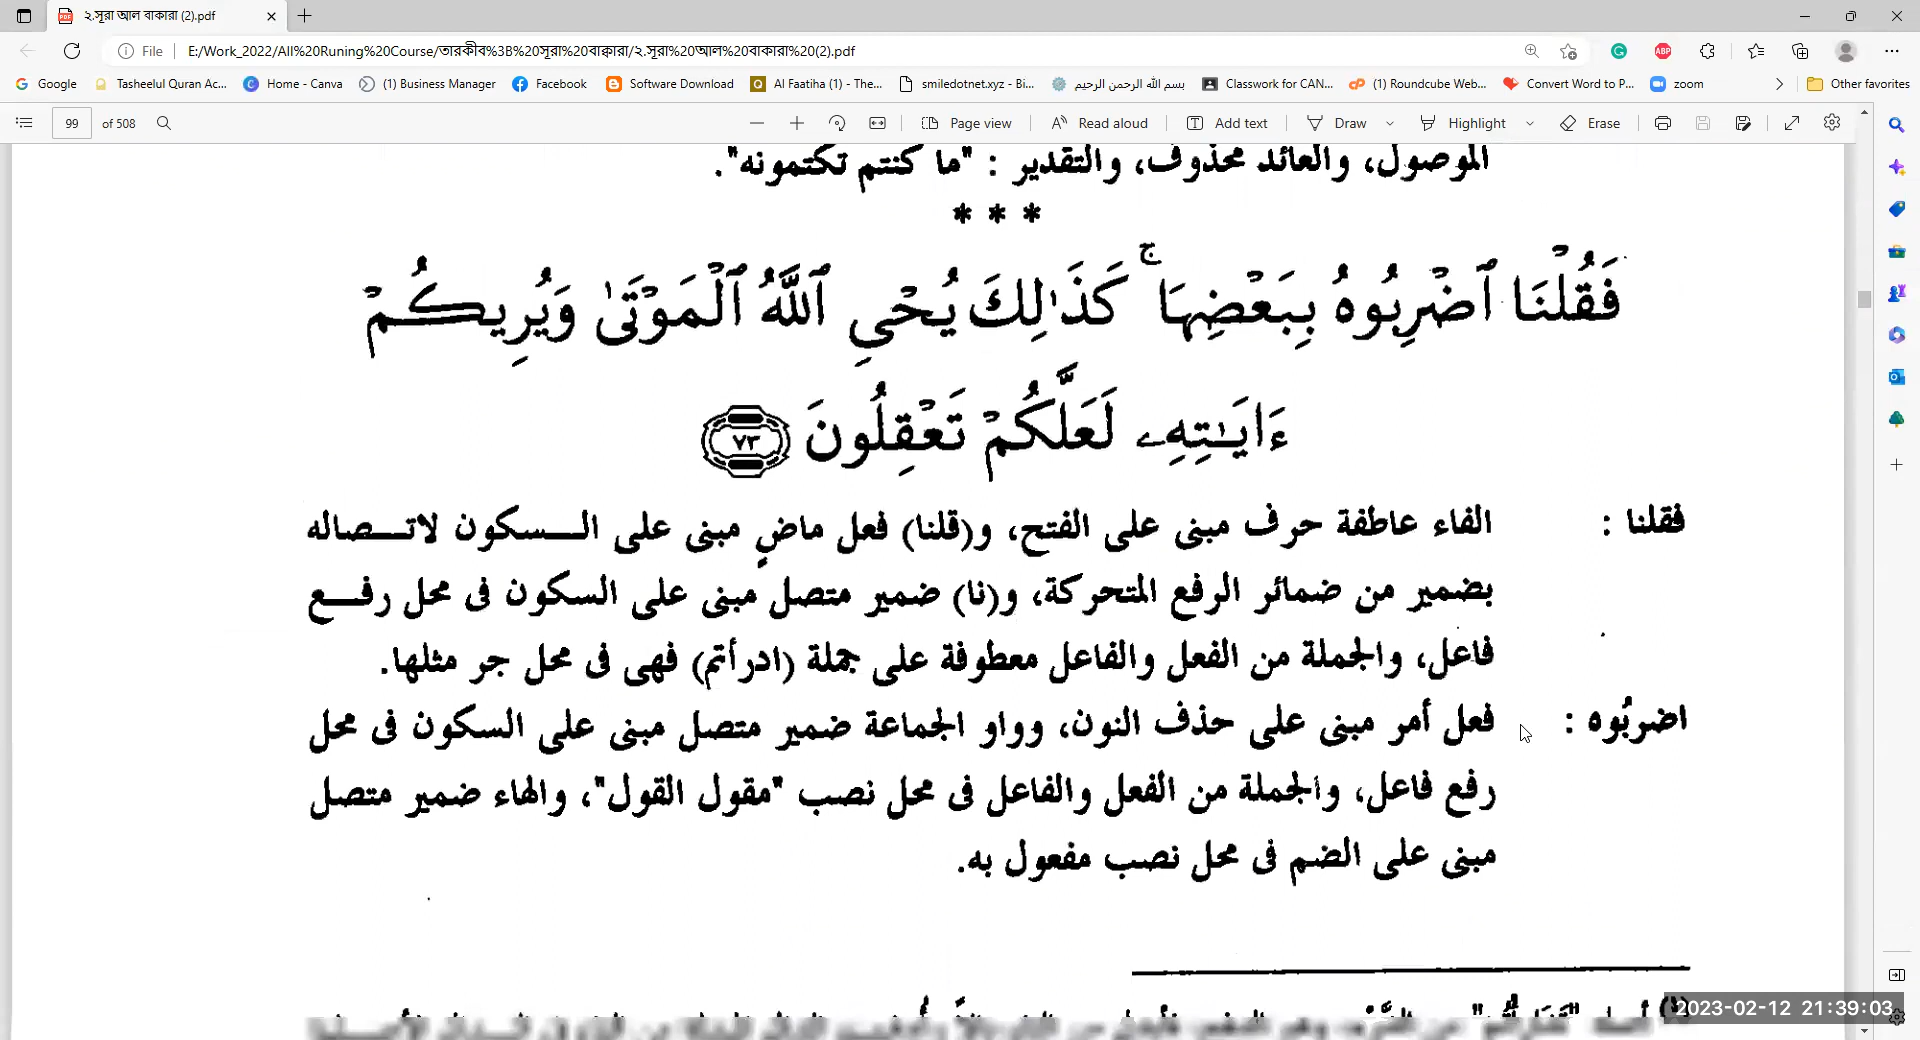 ২.সূরা আল বাকারা (2).pdf
File E:/Work_2022/All%20Runing%20Course/তারকীব%3B%20সূরা%20বাক্বারা/২.সূরা%20আল%20বাকারা%20(2).pdf
Google Tasheelul Quran Ac... Home - Canva (1) Business Manager Facebook Software Download Al Faatiha (1) - The... smiledotnet.xyz - Bi... بسم الله الرحمن الرحيم Classwork for CAN... (1) Roundcube Web... Convert Word to P... zoom Other favorites
99 of 508 Page view Read aloud Add text Draw Highlight Erase
الموصول، والعائد محذوف، والتقدير : "ما كنتم تكتمونه".
* * *
فَقُلْنَا ٱضْرِبُوهُ بِبَعْضِهَا ۚ كَذَٰلِكَ يُحْىِ ٱللَّهُ ٱلْمَوْتَىٰ وَيُرِيكُمْ
ءَايَـٰتِهِۦ لَعَلَّكُمْ تَعْقِلُونَ ٧٣
فقلنا : الفاء عاطفة حرف مبنى على الفتح، و(قلنا) فعل ماضٍ مبنى على السكون لاتصاله
بضمير من ضمائر الرفع المتحركة، و(نا) ضمير متصل مبنى على السكون فى محل رفع
فاعل، والجملة من الفعل والفاعل معطوفة على جملة (ادرأتم) فهى فى محل جر مثلها.
اضربُوه : فعل أمر مبنى على حذف النون، وواو الجماعة ضمير متصل مبنى على السكون فى محل
رفع فاعل، والجملة من الفعل والفاعل فى محل نصب "مقول القول"، والهاء ضمير متصل
مبنى على الضم فى محل نصب مفعول به.
2023-02-12 21:39:03